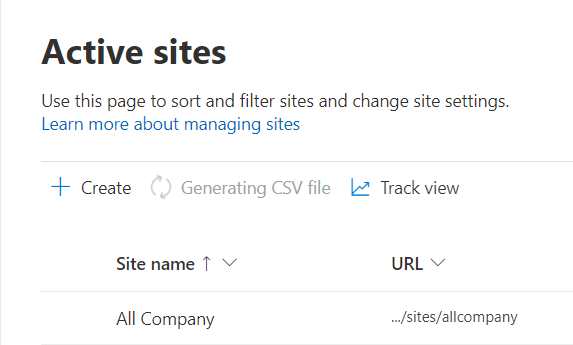 Active sites
Use this page to sort and filter sites and change site settings.
Learn more about managing sites
Create Generating CSV file Track view
Site name ↑ URL
All Company .../sites/allcompany